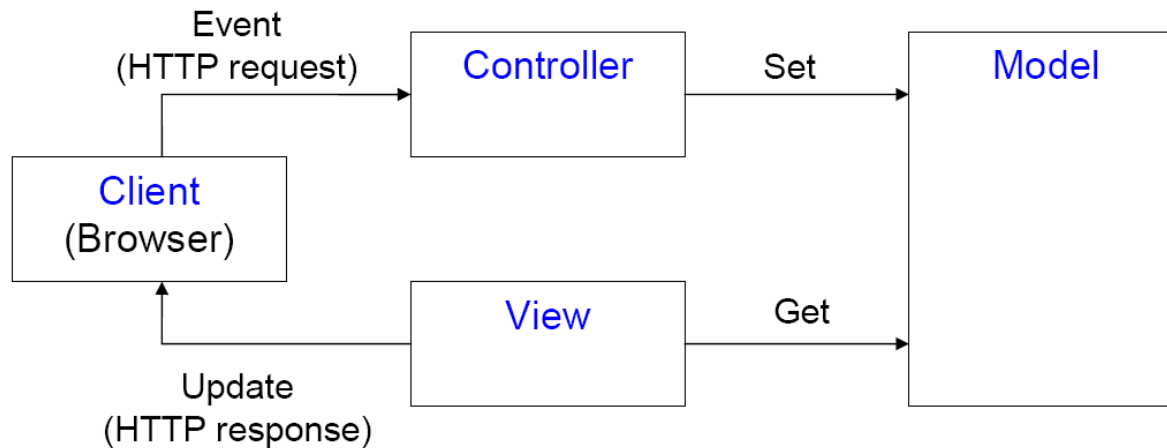 Event
(HTTP request)
Controller
Set
Model
Client
(Browser)
View
Get
Update
(HTTP response)